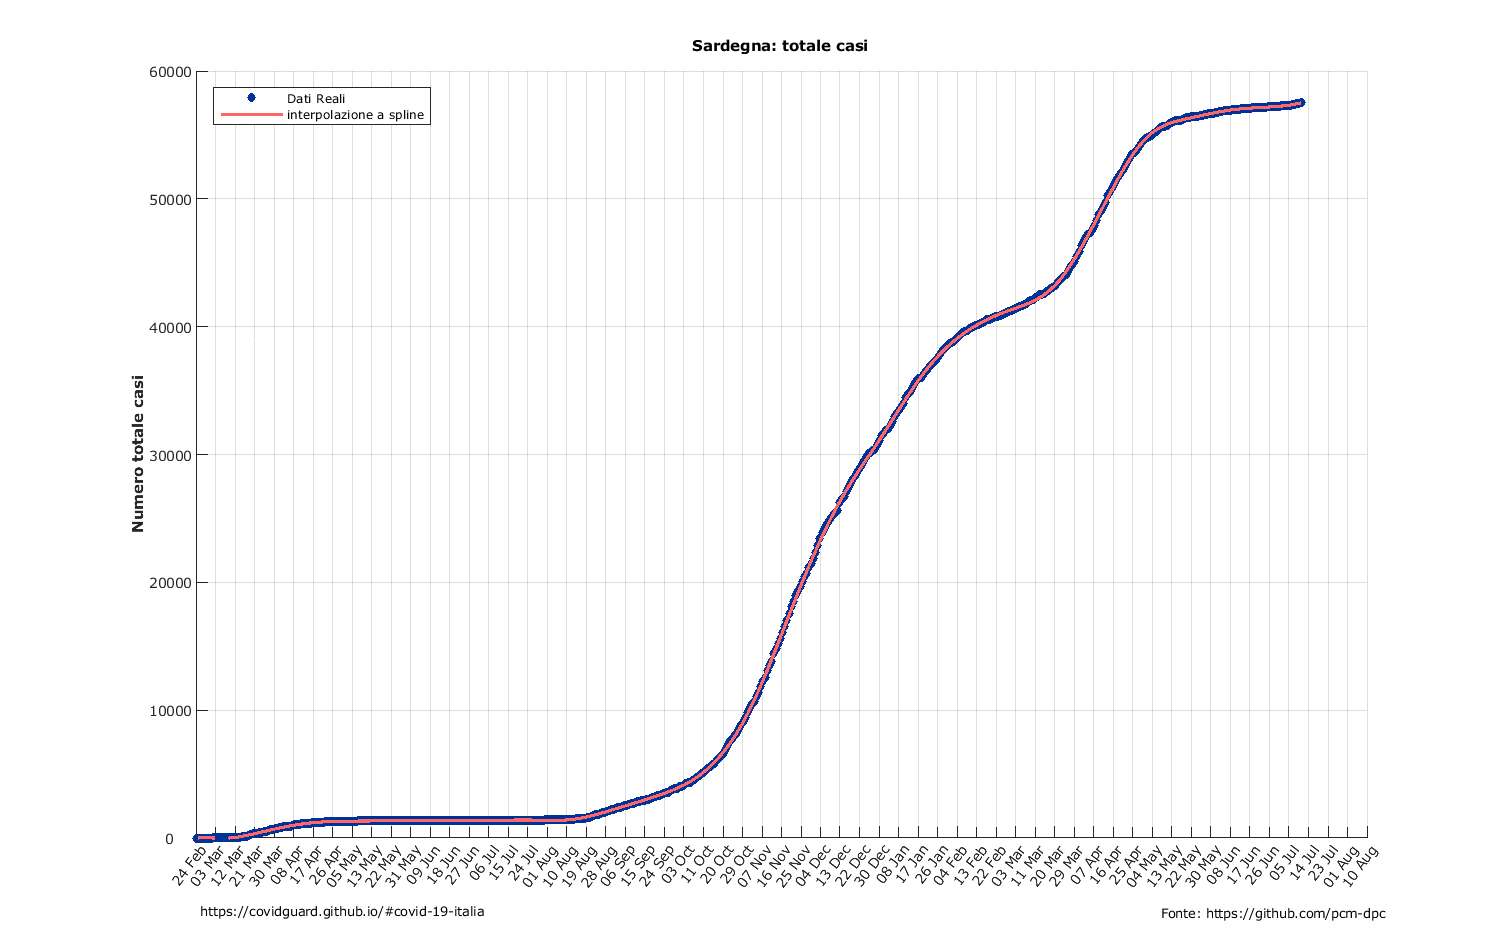 Sardegna: totale casi
60000
50000
40000
30000
20000
10000
0
Numero totale casi
Dati Reali
interpolazione a spline
24 Feb
03 Mar
12 Mar
21 Mar
30 Mar
08 Apr
17 Apr
26 Apr
05 May
13 May
22 May
31 May
09 Jun
18 Jun
27 Jun
06 Jul
15 Jul
24 Jul
01 Aug
10 Aug
19 Aug
28 Aug
06 Sep
15 Sep
24 Sep
03 Oct
11 Oct
20 Oct
29 Oct
07 Nov
16 Nov
25 Nov
04 Dec
13 Dec
22 Dec
30 Dec
08 Jan
17 Jan
26 Jan
04 Feb
13 Feb
22 Feb
03 Mar
11 Mar
20 Mar
29 Mar
07 Apr
16 Apr
25 Apr
04 May
13 May
22 May
30 May
08 Jun
17 Jun
26 Jun
05 Jul
14 Jul
23 Jul
01 Aug
10 Aug
https://covidguard.github.io/#covid-19-italia
Fonte: https://github.com/pcm-dpc